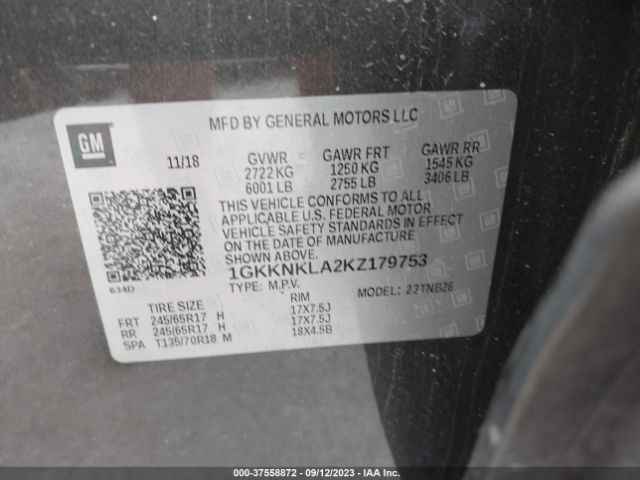 GM
MFD BY GENERAL MOTORS LLC
11/18
GVWR GAWR FRT GAWR RR
2722 KG 1250 KG 1545 KG
6001 LB 2755 LB 3406 LB
THIS VEHICLE CONFORMS TO ALL
APPLICABLE U.S. FEDERAL MOTOR
VEHICLE SAFETY STANDARDS IN EFFECT
ON THE DATE OF MANUFACTURE
SHOWN ABOVE.
1GKKNKLA2KZ179753
634D
TYPE: M.P.V. MODEL: 23TNB26
TIRE SIZE RIM
FRT 245/65R17 H 17X7.5J
RR 245/65R17 H 17X7.5J
SPA T135/70R18 M 18X4.5B
000-37558872 - 09/12/2023 - IAA Inc.